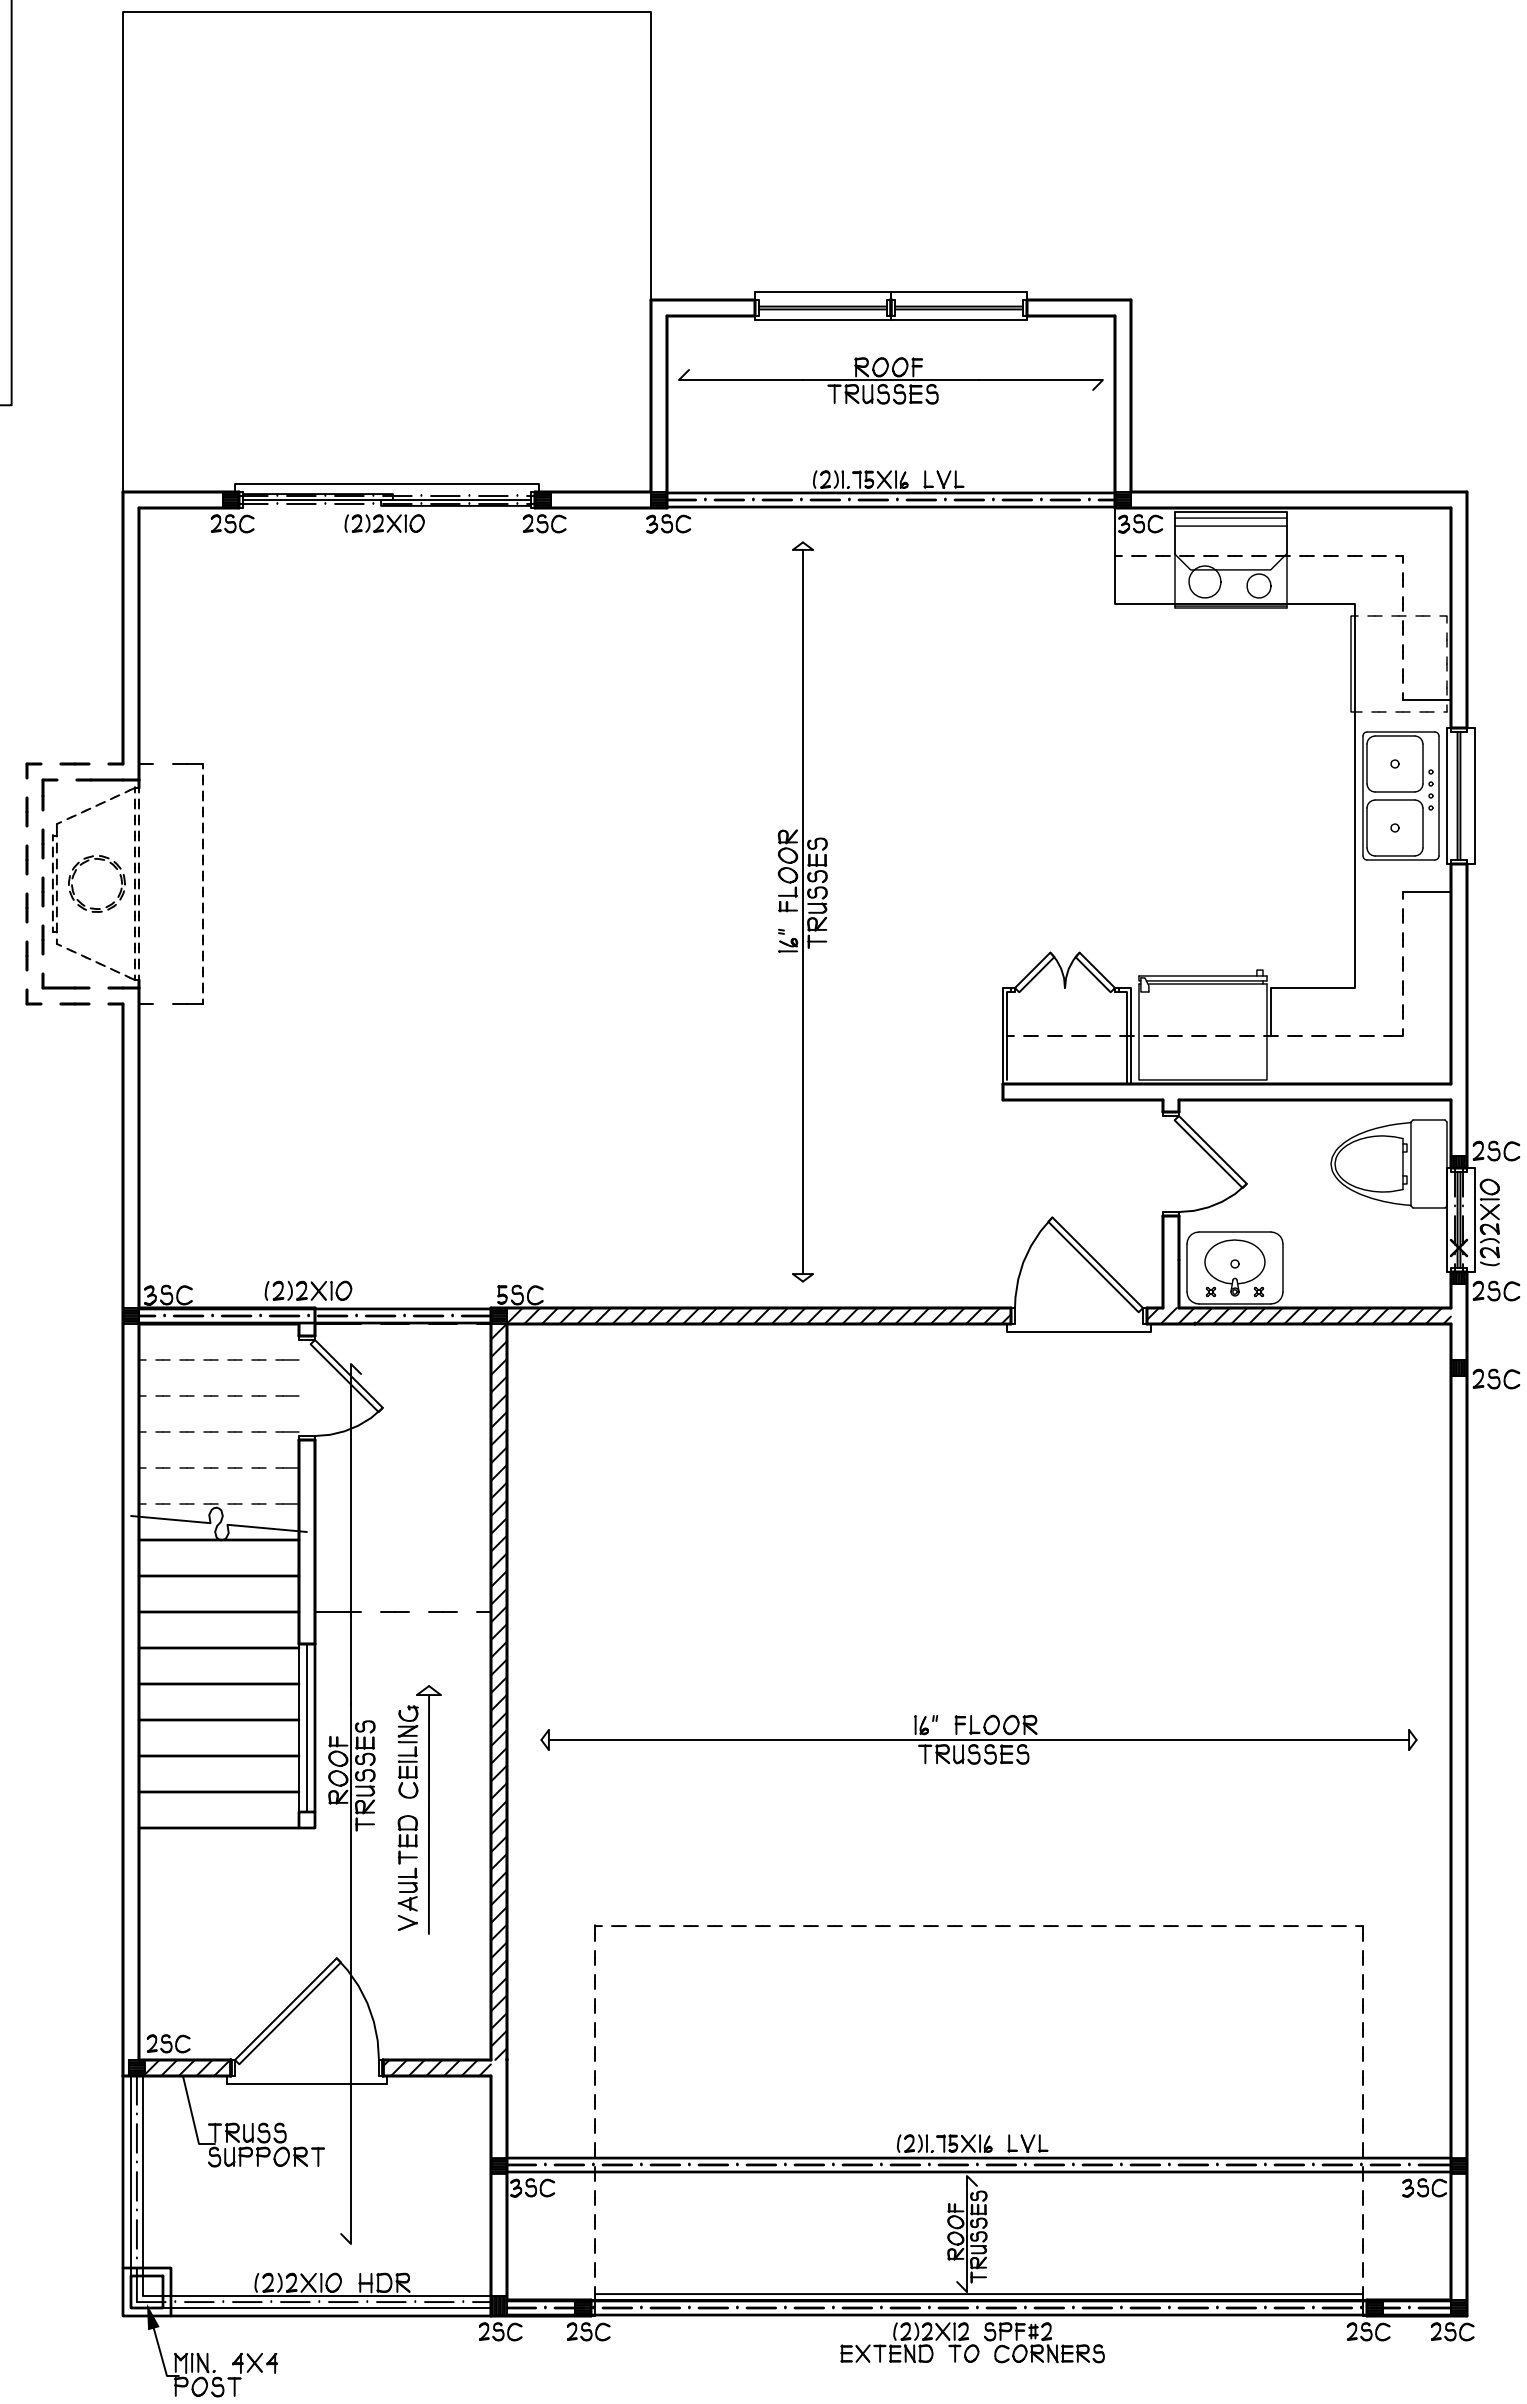 ROOF
TRUSSES
(2)1.75X16 LVL
2SC
(2)2X10
2SC
3SC
3SC
16" FLOOR
TRUSSES
2SC
(2)2X10
2SC
3SC
(2)2X10
5SC
2SC
16" FLOOR
TRUSSES
ROOF
TRUSSES
VAULTED CEILING
2SC
TRUSS
SUPPORT
(2)1.75X16 LVL
3SC
3SC
ROOF
TRUSSES
(2)2X10 HDR
2SC
2SC
(2)2X12 SPF#2
EXTEND TO CORNERS
2SC
2SC
MIN. 4X4
POST